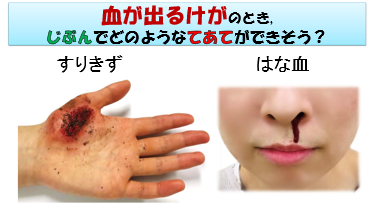 血が出るけがのとき,
じぶんでどのようなてあてができそう？
すりきず
はな血